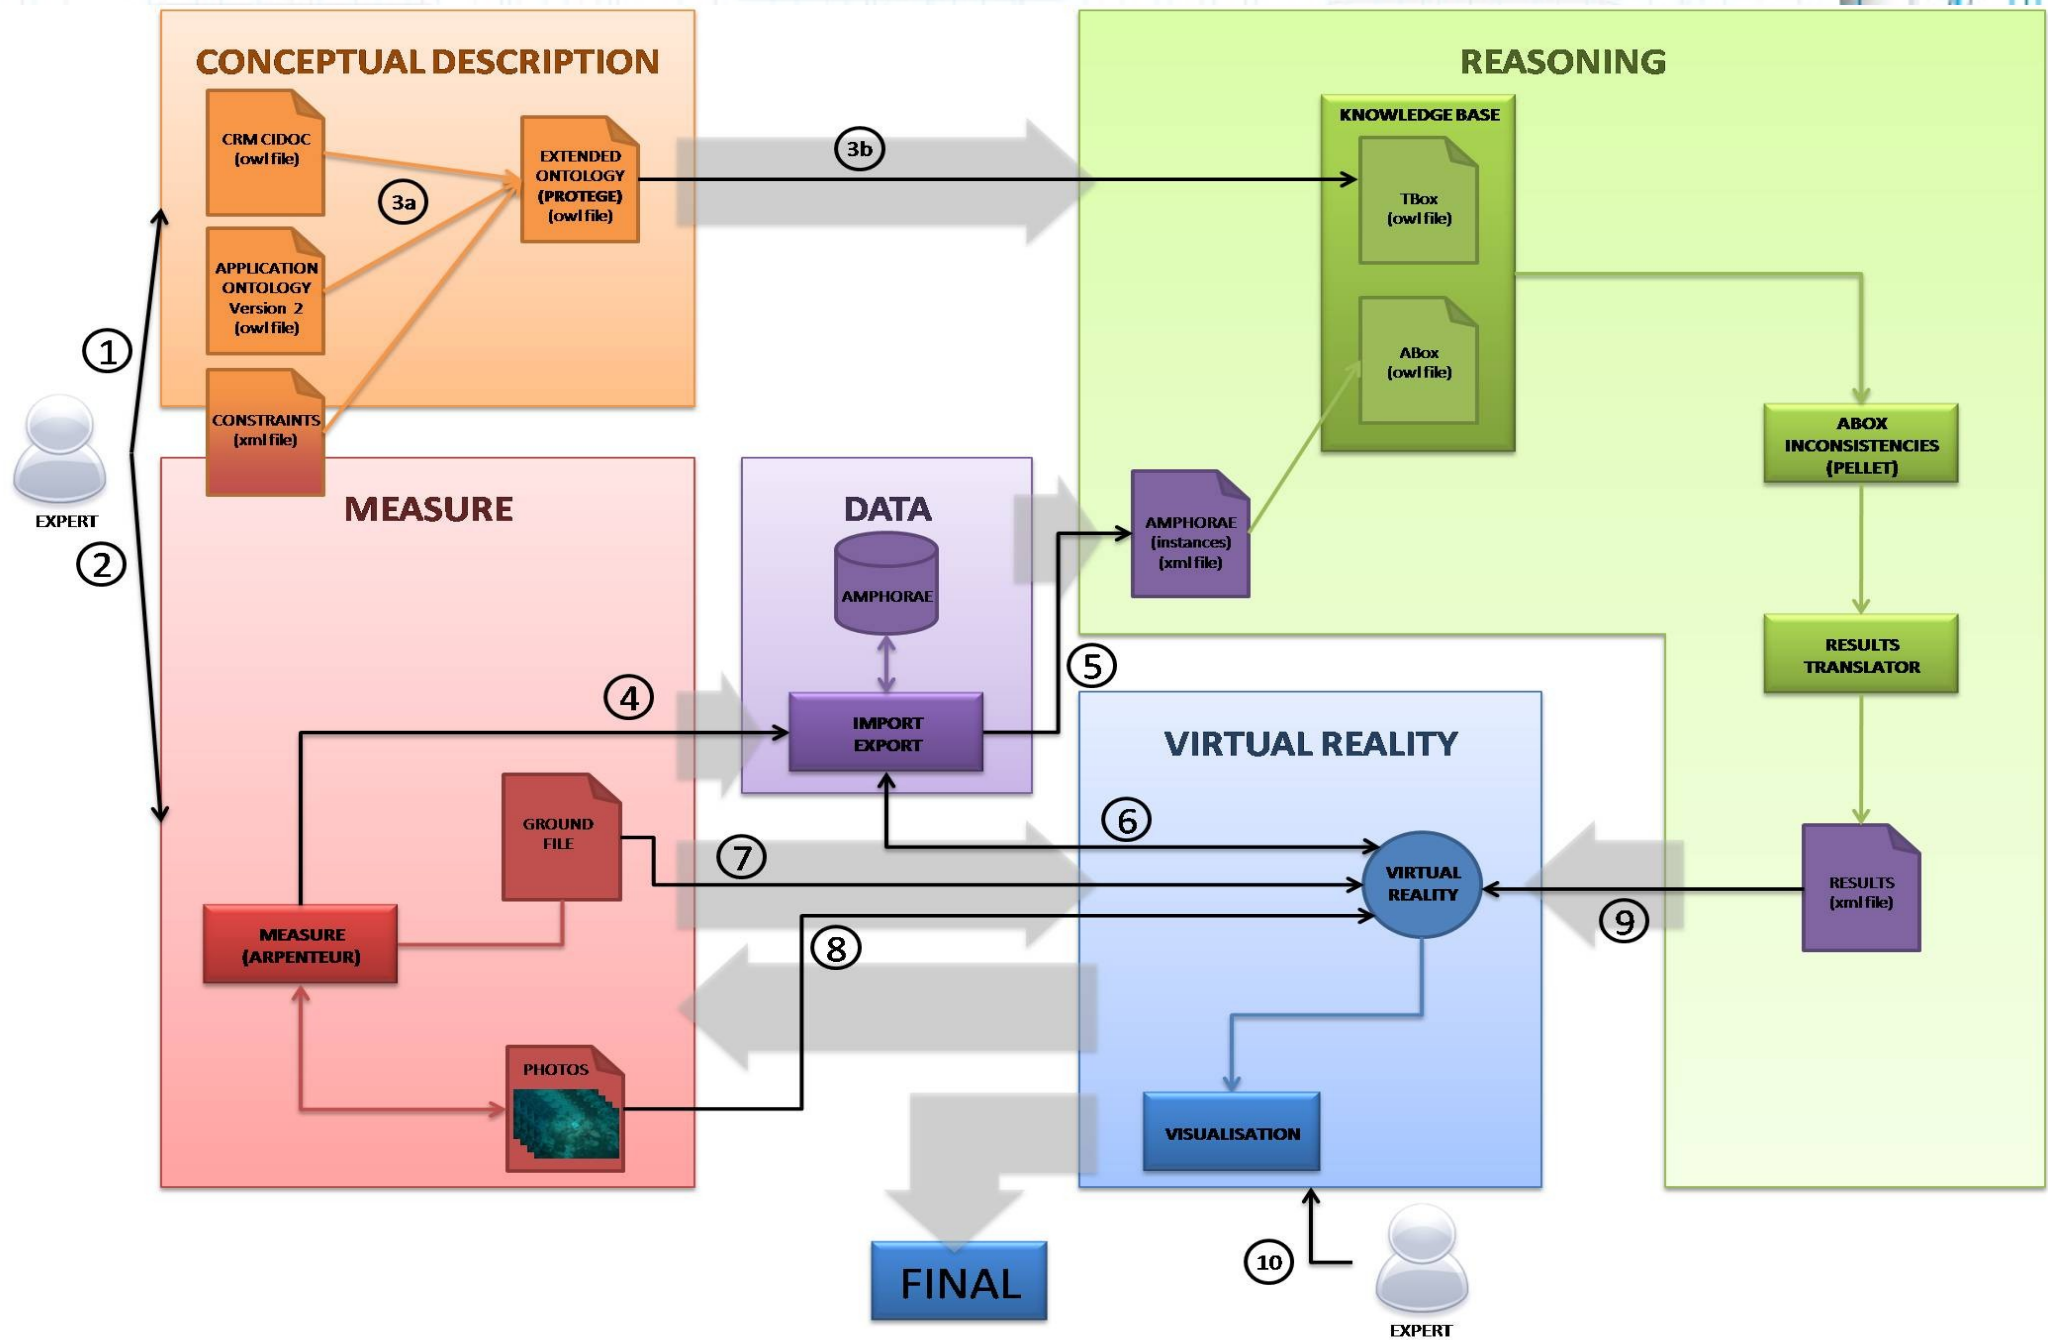 CONCEPTUAL DESCRIPTION
CRM CIDOC
(owl file)
EXTENDED
ONTOLOGY
(PROTEGE)
(owl file)
3a
APPLICATION
ONTOLOGY
Version 2
(owl file)
CONSTRAINTS
(xml file)
3b
REASONING
KNOWLEDGE BASE
TBox
(owl file)
ABox
(owl file)
ABOX
INCONSISTENCIES
(PELLET)
RESULTS
TRANSLATOR
RESULTS
(xml file)
AMPHORAE
(instances)
(xml file)
1
EXPERT
2
MEASURE
4
GROUND
FILE
MEASURE
(ARPENTEUR)
PHOTOS
DATA
AMPHORAE
IMPORT
EXPORT
5
VIRTUAL REALITY
6
7
8
9
VIRTUAL
REALITY
VISUALISATION
10
EXPERT
FINAL